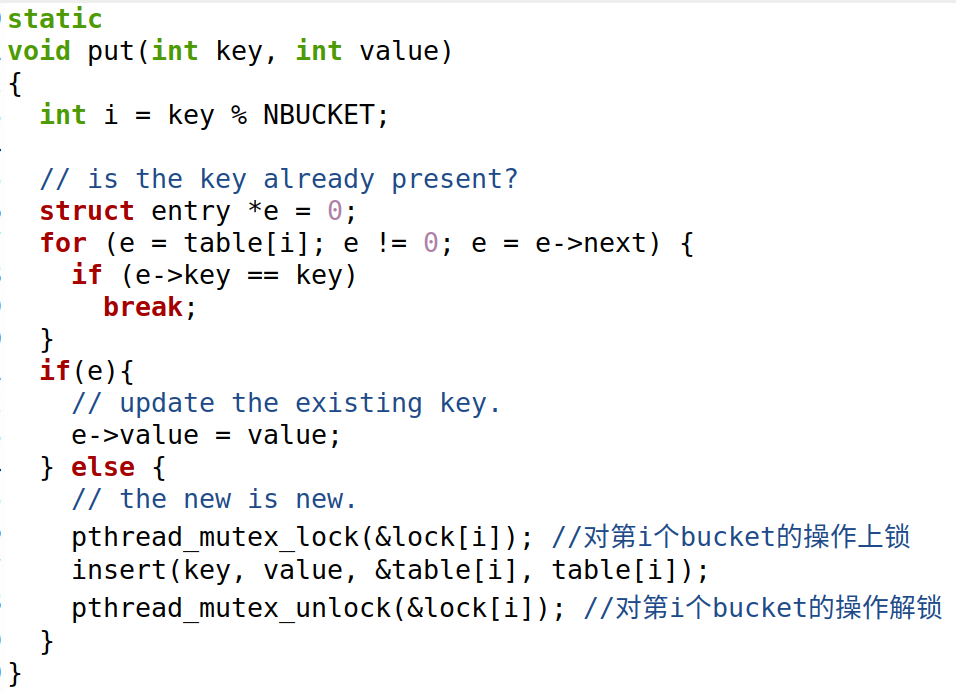 static
void put(int key, int value)
{
  int i = key % NBUCKET;

  // is the key already present?
  struct entry *e = 0;
  for (e = table[i]; e != 0; e = e->next) {
    if (e->key == key)
      break;
  }
  if(e){
    // update the existing key.
    e->value = value;
  } else {
    // the new is new.
    pthread_mutex_lock(&lock[i]); //对第i个bucket的操作上锁
    insert(key, value, &table[i], table[i]);
    pthread_mutex_unlock(&lock[i]); //对第i个bucket的操作解锁
  }
}